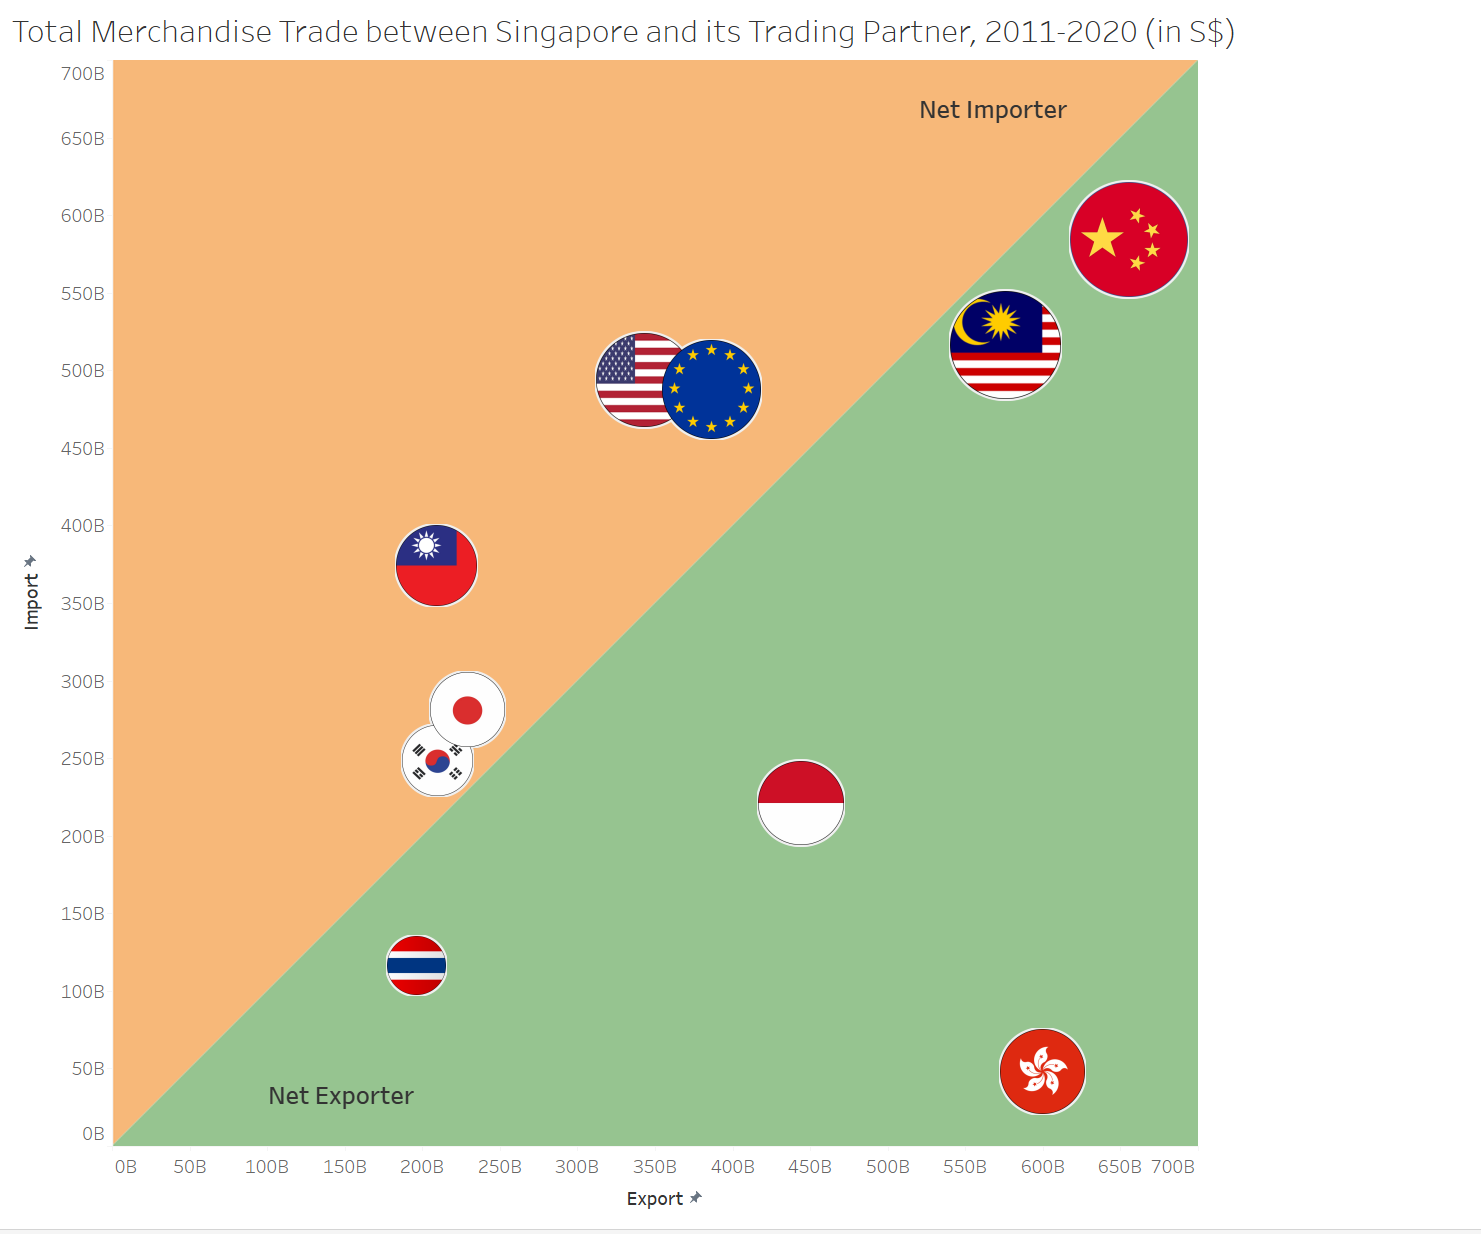 Total Merchandise Trade between Singapore and its Trading Partner, 2011-2020 (in S$)
700B
Net Importer
650B
600B
550B
500B
450B
400B
350B
Import
300B
250B
200B
150B
100B
50B
Net Exporter
0B
0B 50B 100B 150B 200B 250B 300B 350B 400B 450B 500B 550B 600B 650B 700B
Export